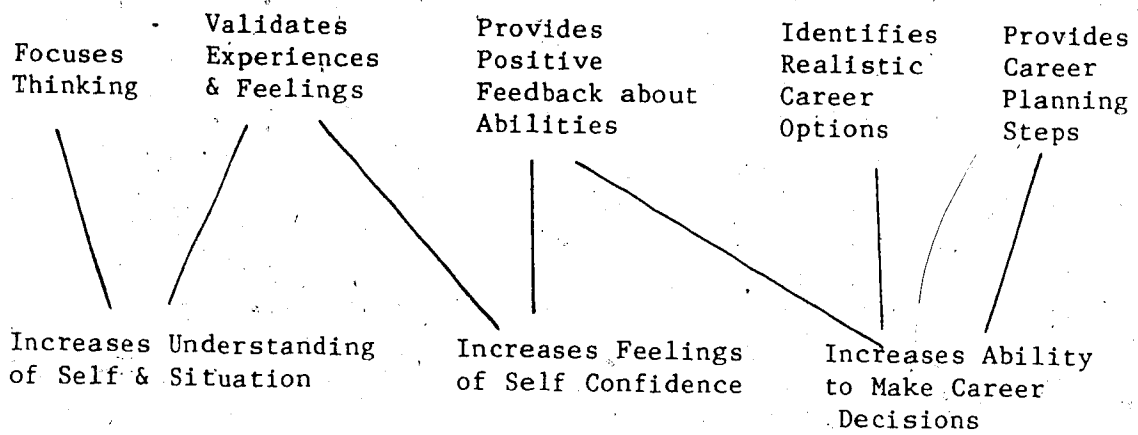 Focuses
Thinking
Validates
Experiences
& Feelings
Provides
Positive
Feedback about
Abilities
Identifies
Realistic
Career
Options
Provides
Career
Planning
Steps
Increases Understanding
of Self & Situation
Increases Feelings
of Self Confidence
Increases Ability
to Make Career
Decisions